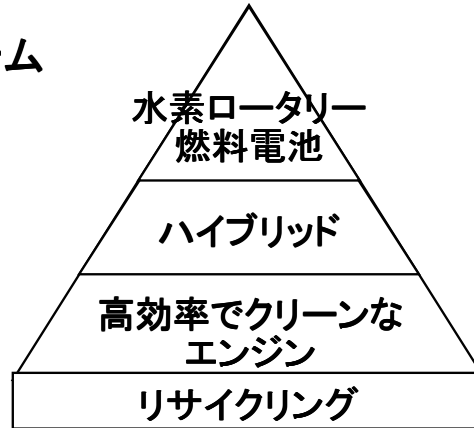 ーム
水素ロータリー
燃料電池
ハイブリッド
高効率でクリーンな
エンジン
リサイクリング